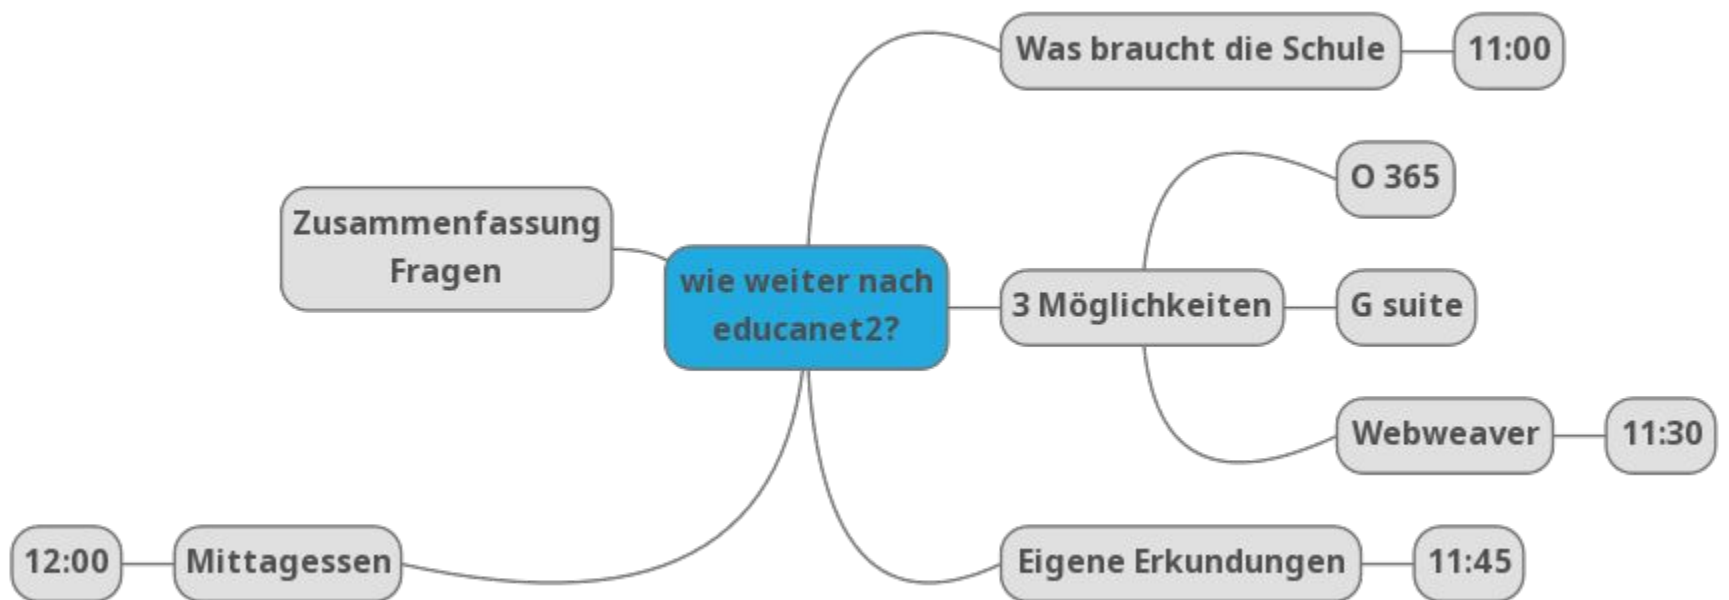 Was braucht die Schule
11:00
O 365
Zusammenfassung
Fragen
wie weiter nach
educanet2?
3 Möglichkeiten
G suite
Webweaver
11:30
12:00
Mittagessen
Eigene Erkundungen
11:45